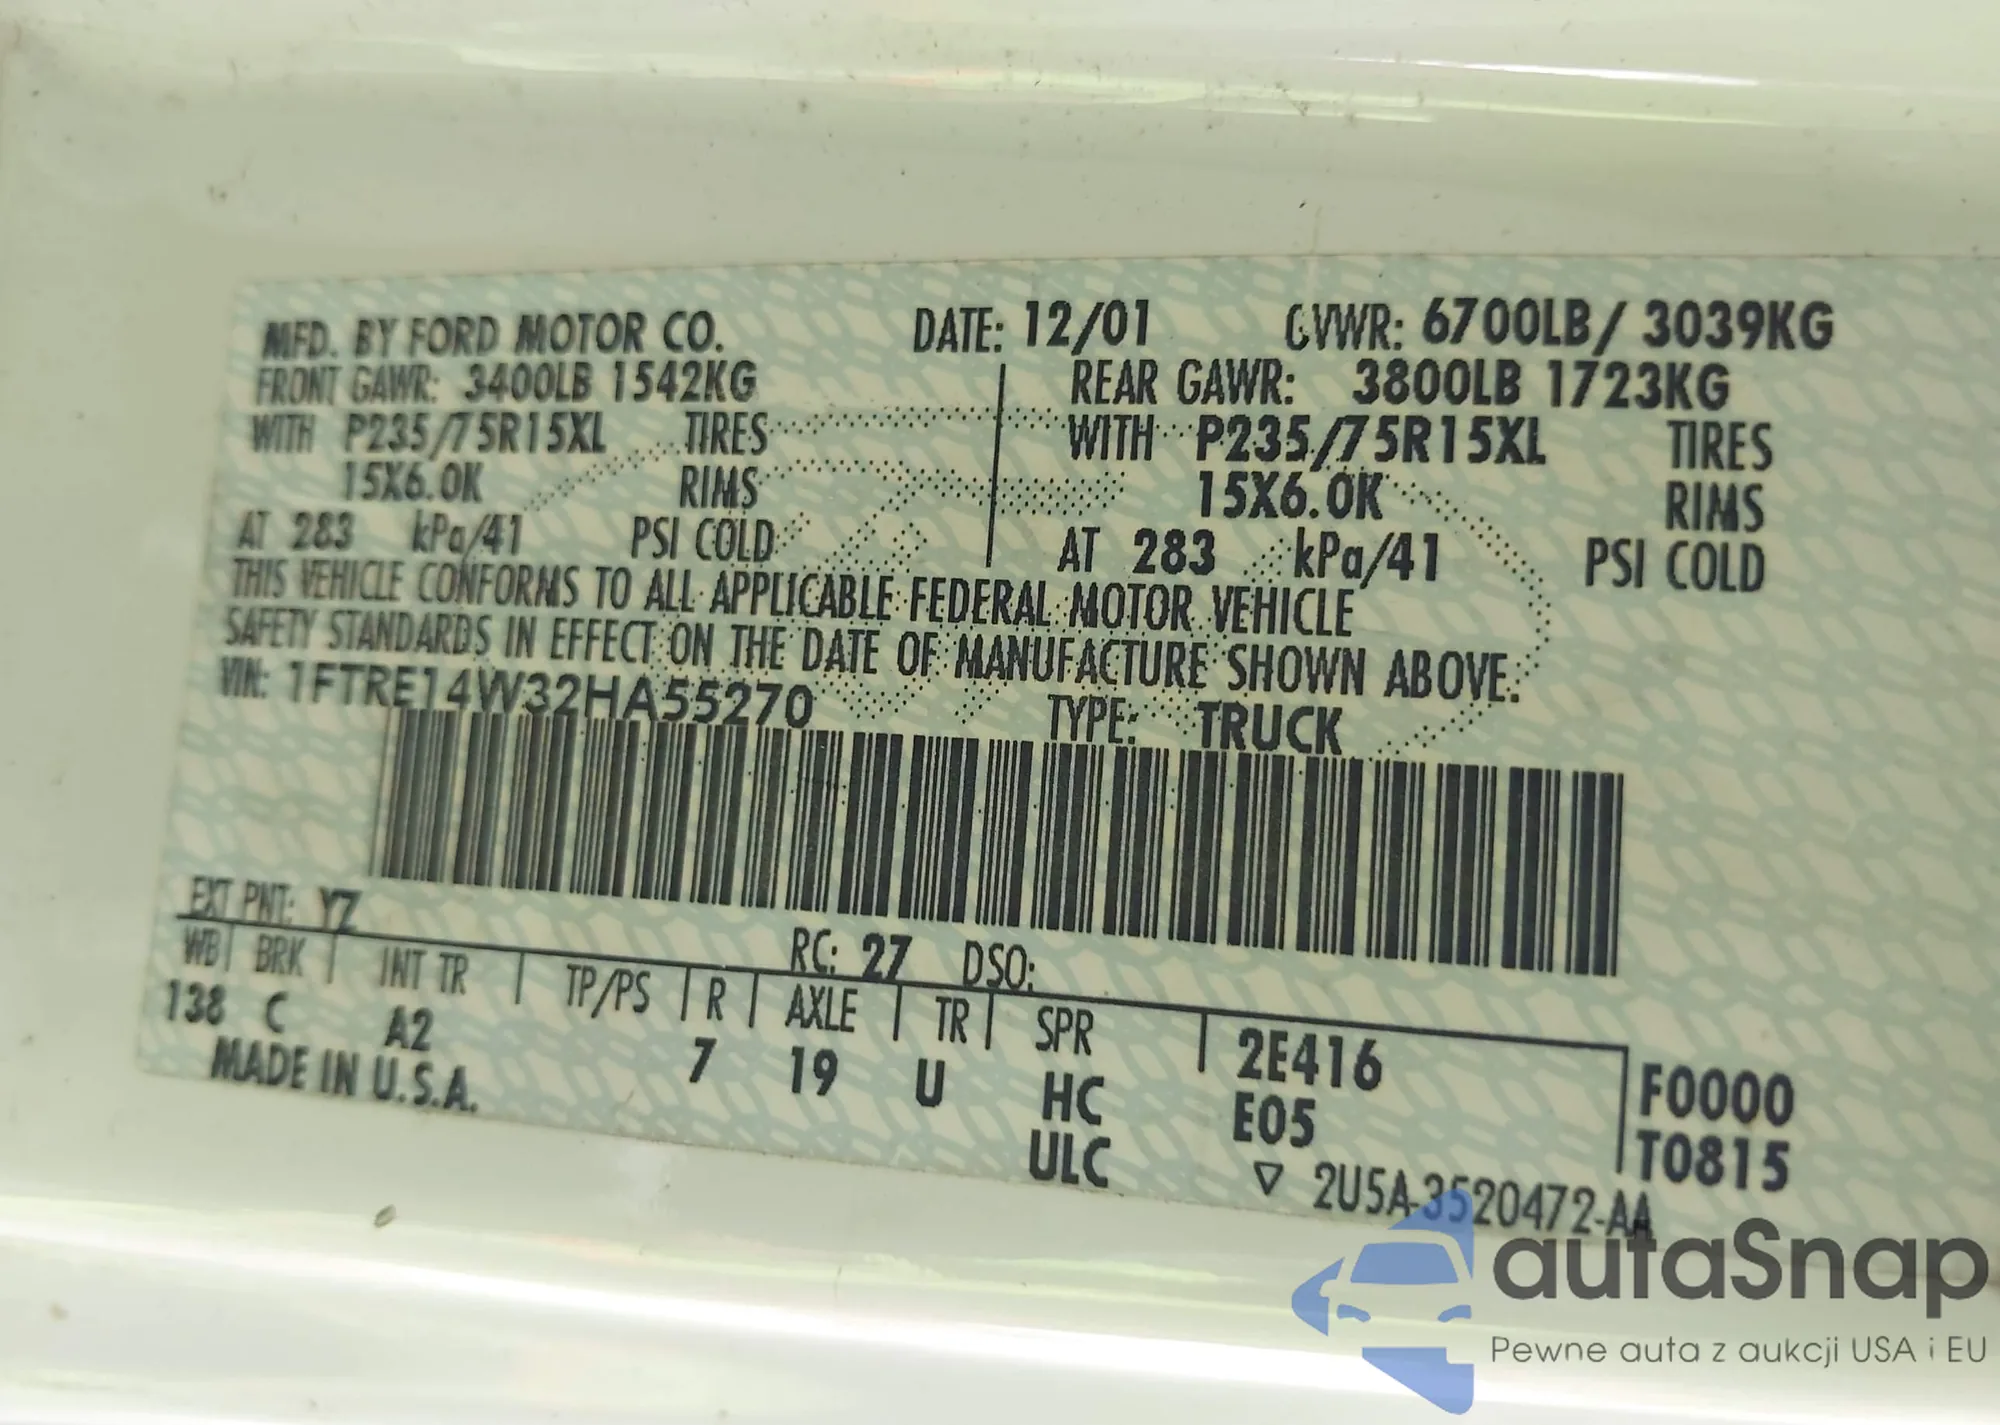 MFD. BY FORD MOTOR CO. DATE: 12/01 GVWR: 6700LB/ 3039KG
FRONT GAWR: 3400LB 1542KG REAR GAWR: 3800LB 1723KG
WITH P235/75R15XL TIRES WITH P235/75R15XL TIRES
15X6.0K RIMS 15X6.0K RIMS
AT 283 kPa/41 PSI COLD AT 283 kPa/41 PSI COLD
THIS VEHICLE CONFORMS TO ALL APPLICABLE FEDERAL MOTOR VEHICLE
SAFETY STANDARDS IN EFFECT ON THE DATE OF MANUFACTURE SHOWN ABOVE.
VIN: 1FTRE14W32HA55270 TYPE: TRUCK
EXT PNT: YZ RC: 27 DSO:
WB BRK INT TR TP/PS R AXLE TR SPR 2E416 F0000
138 C A2 7 19 U HC E05 T0815
MADE IN U.S.A. ULC ▽ 2U5A-3520472-AA
autaSnap
Pewne auta z aukcji USA i EU